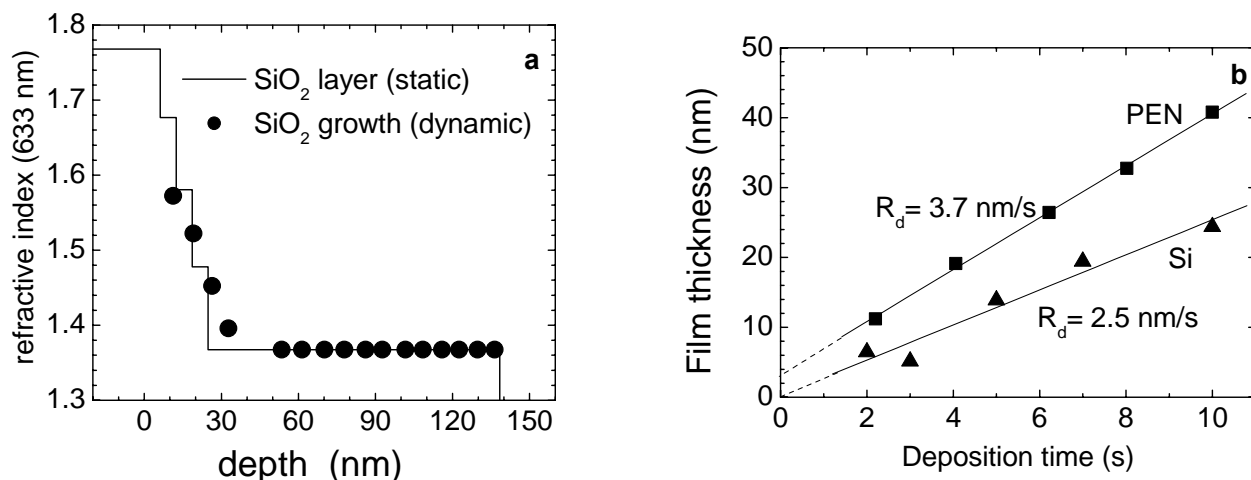 a
SiO2 layer (static)
SiO2 growth (dynamic)
refractive index (633 nm)
1.8
1.7
1.6
1.5
1.4
1.3
0 30 60 90 120 150
depth (nm)
b
PEN
Rd= 3.7 nm/s
Si
Rd= 2.5 nm/s
Film thickness (nm)
50
40
30
20
10
0
0 2 4 6 8 10
Deposition time (s)